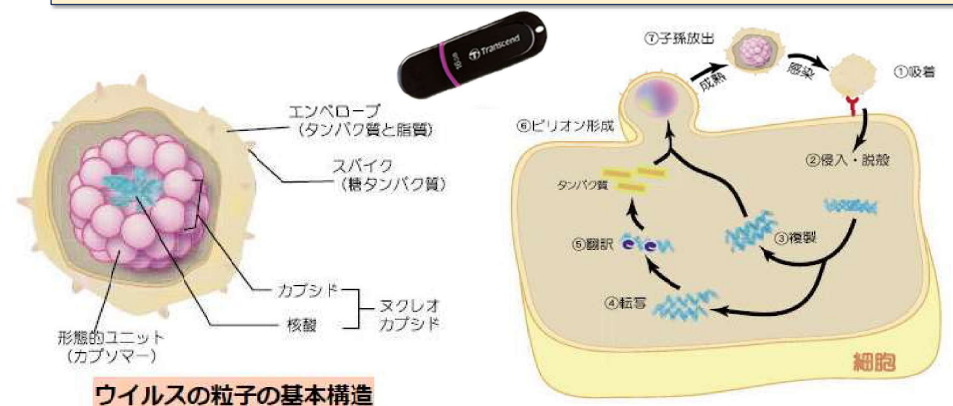 エンベロープ
(タンパク質と脂質)
スパイク
(糖タンパク質)
カプシド
核酸
ヌクレオ
カプシド
形態的ユニット
(カプソマー)
ウイルスの粒子の基本構造
Transcend
16GB
⑦子孫放出
成熟
感染
①吸着
⑥ビリオン形成
②侵入・脱殻
タンパク質
③複製
⑤翻訳
④転写
細胞